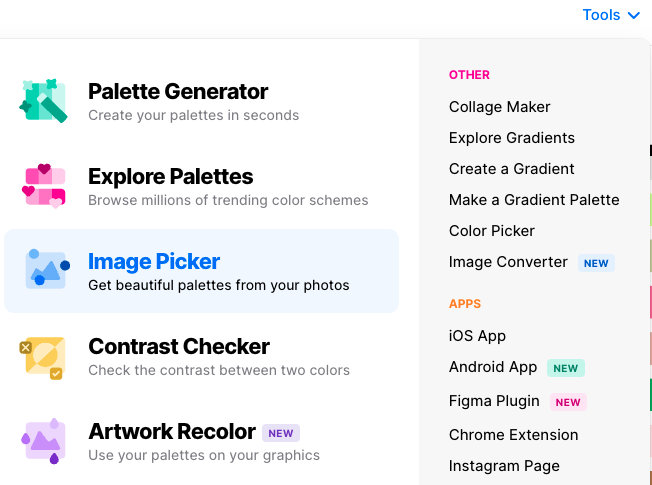 Tools
Palette Generator
Create your palettes in seconds
Explore Palettes
Browse millions of trending color schemes
Image Picker
Get beautiful palettes from your photos
Contrast Checker
Check the contrast between two colors
Artwork Recolor NEW
Use your palettes on your graphics
OTHER
Collage Maker
Explore Gradients
Create a Gradient
Make a Gradient Palette
Color Picker
Image Converter NEW
APPS
iOS App
Android App NEW
Figma Plugin NEW
Chrome Extension
Instagram Page